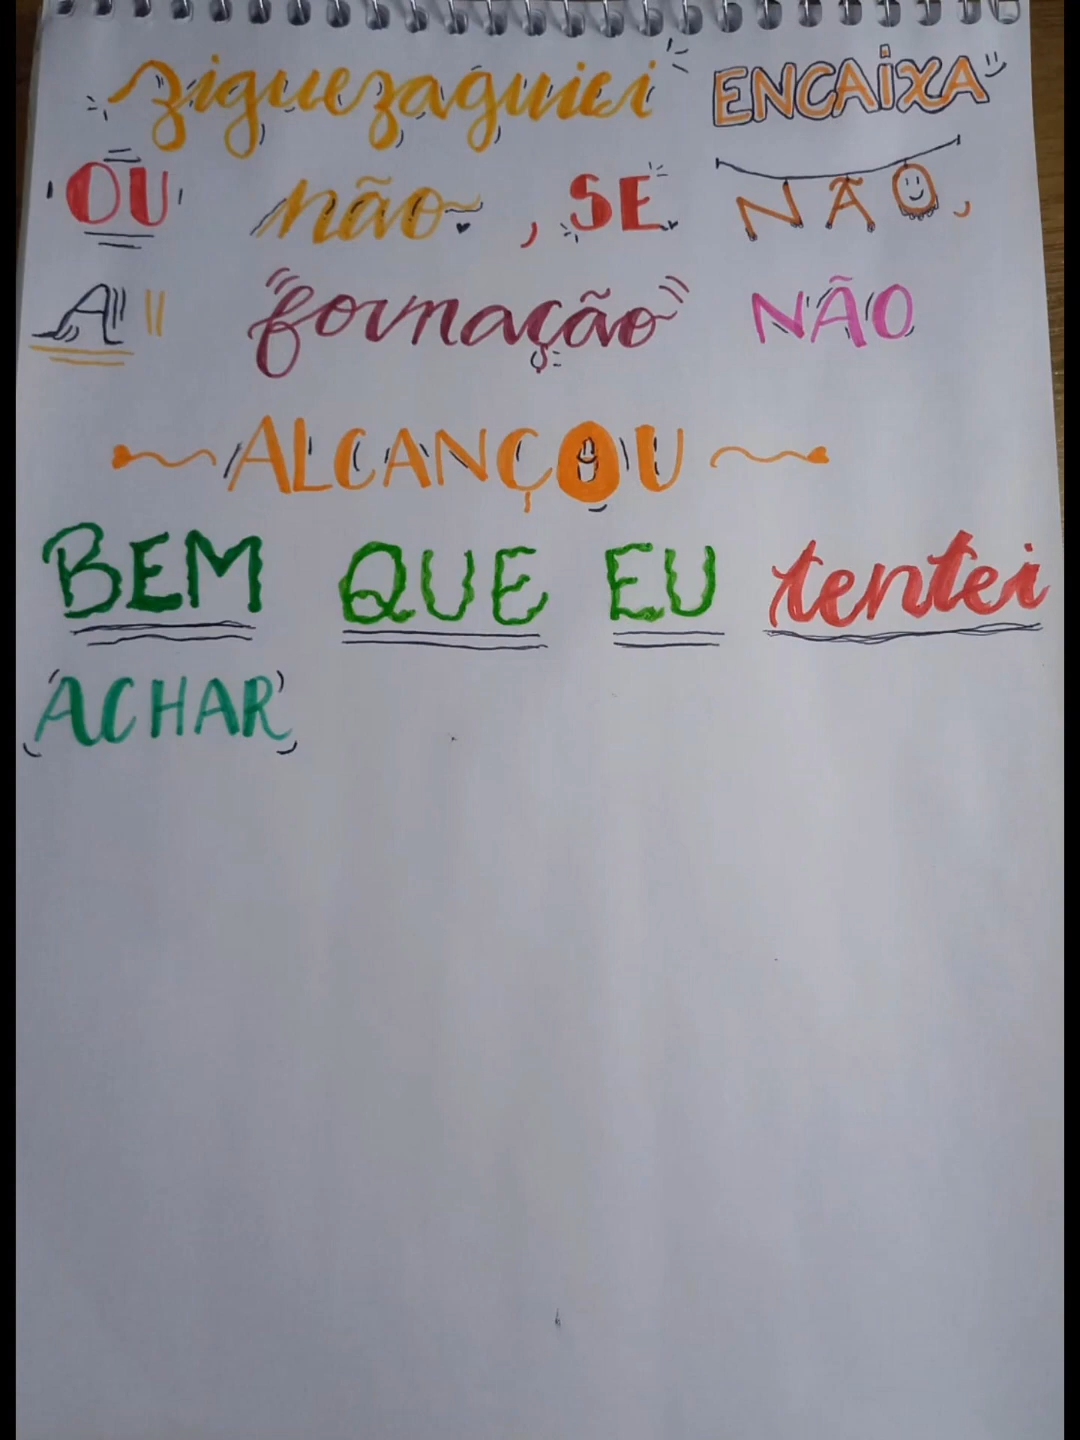 ziguezaguiei ENCAIXA
OU não, SE NÃO,
A formação NÃO
ALCANÇOU
BEM QUE EU tentei
ACHAR